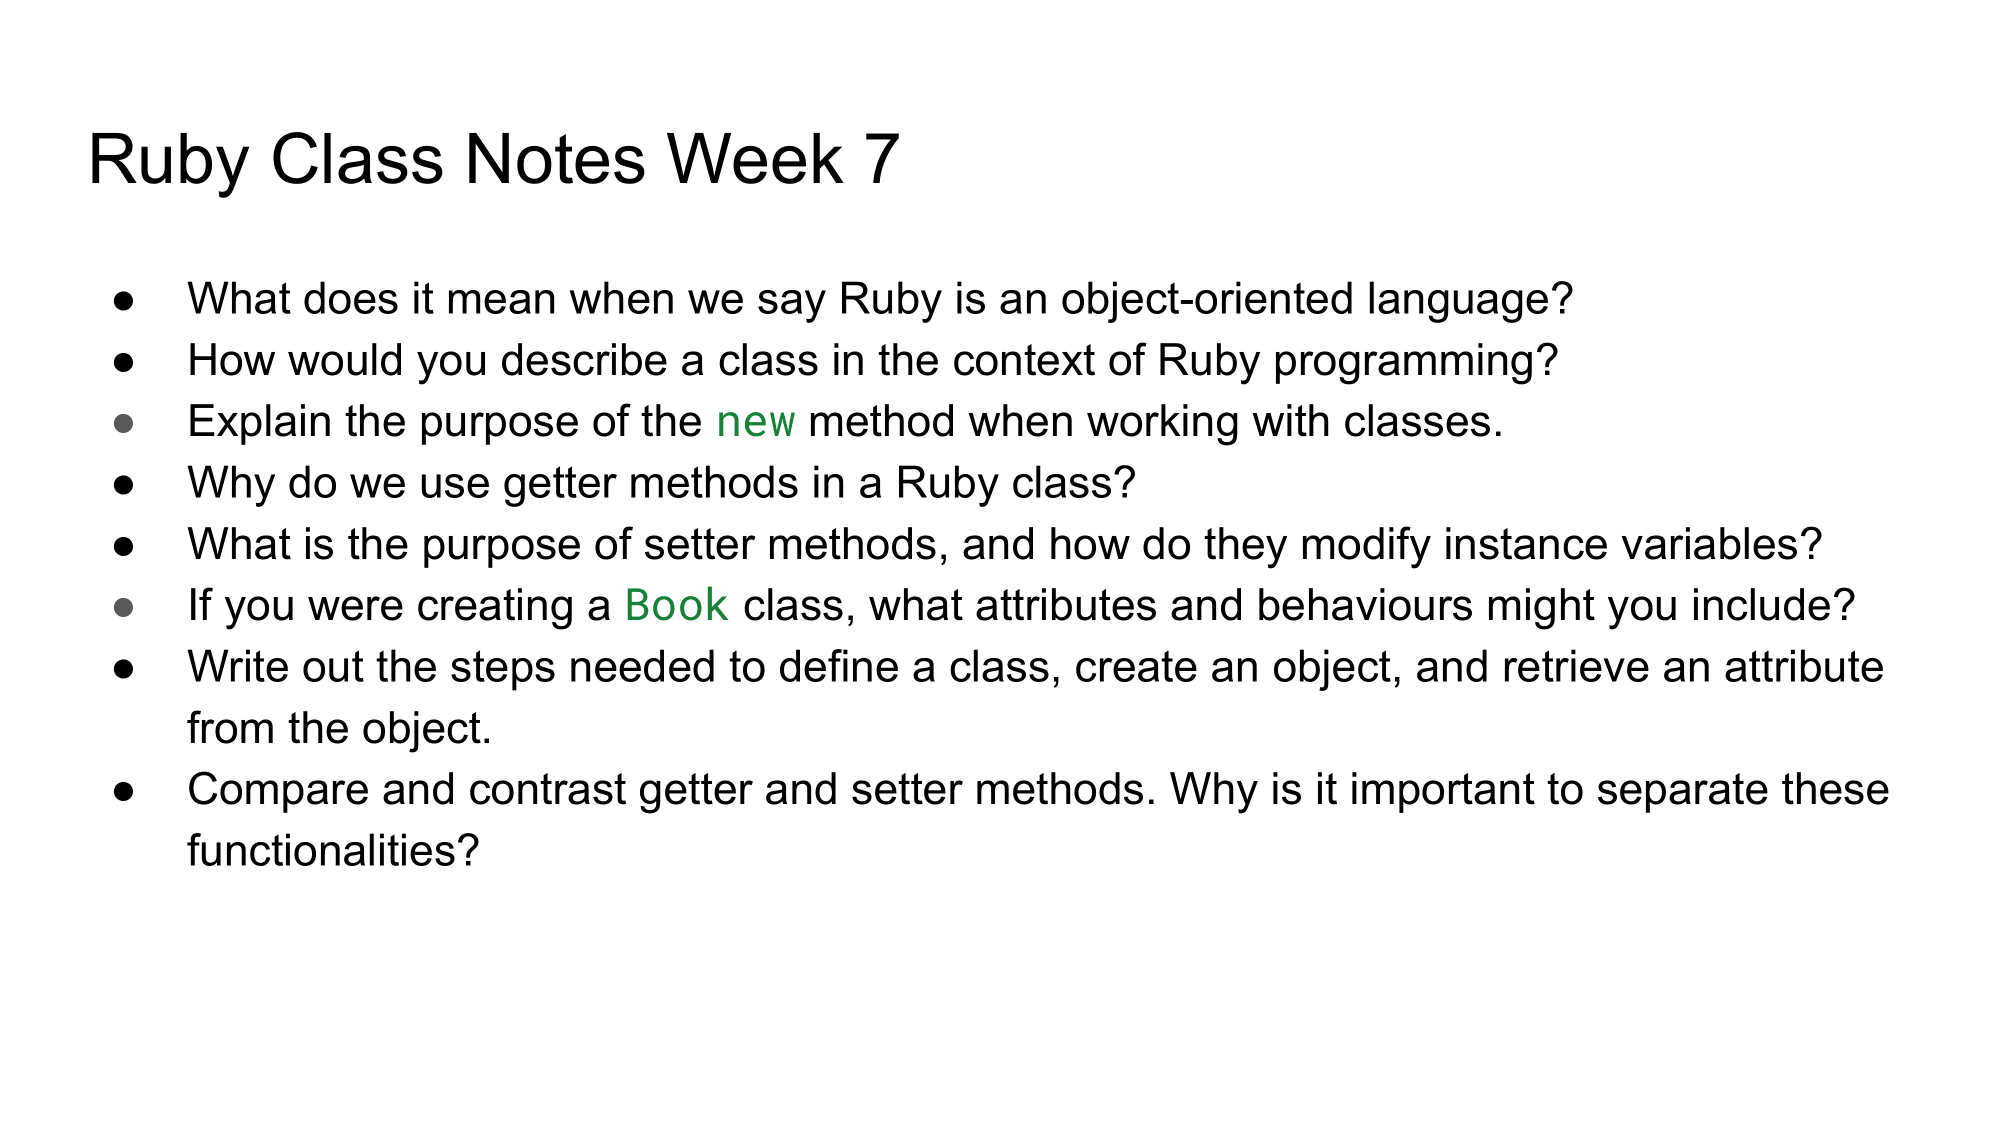 Ruby Class Notes Week 7
● What does it mean when we say Ruby is an object-oriented language?
● How would you describe a class in the context of Ruby programming?
● Explain the purpose of the new method when working with classes.
● Why do we use getter methods in a Ruby class?
● What is the purpose of setter methods, and how do they modify instance variables?
● If you were creating a Book class, what attributes and behaviours might you include?
● Write out the steps needed to define a class, create an object, and retrieve an attribute
from the object.
● Compare and contrast getter and setter methods. Why is it important to separate these
functionalities?